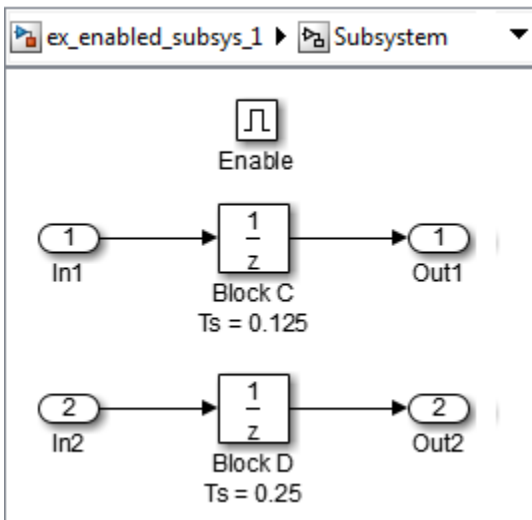 ex_enabled_subsys_1 Subsystem
Enable
1 1 z 1
In1 Block C Out1
Ts = 0.125
2 1 z 2
In2 Block D Out2
Ts = 0.25